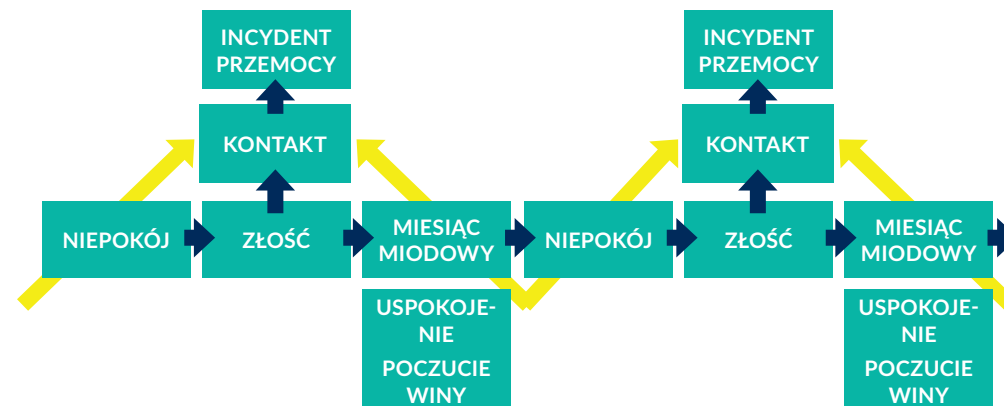 INCYDENT
PRZEMOCY
INCYDENT
PRZEMOCY
KONTAKT
KONTAKT
NIEPOKÓJ
ZŁOŚĆ
MIESIĄC
MIODOWY
NIEPOKÓJ
ZŁOŚĆ
MIESIĄC
MIODOWY
USPOKOJE-
NIE
POCZUCIE
WINY
USPOKOJE-
NIE
POCZUCIE
WINY